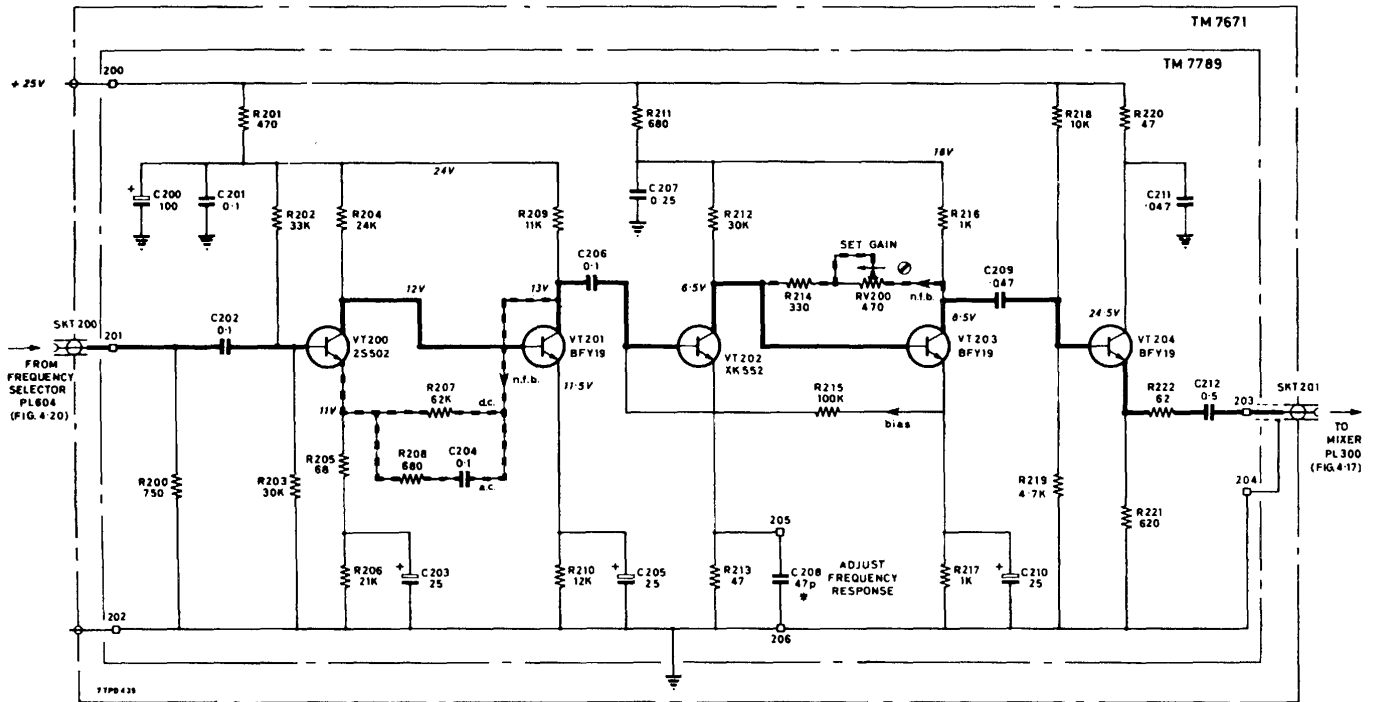 TM 7671
TM 7789
+25V
200
R201
470
R211
680
R218
10K
R220
47
24V
18V
+
C200
100
C201
0·1
R202
33K
R204
24K
R209
11K
C207
0·25
R212
30K
R216
1K
C211
·047
SET GAIN
C206
0·1
C209
·047
12V
13V
6·5V
R214
330
RV200
470
n.f.b.
8·5V
24·5V
SKT 200
201
C202
0·1
VT200
2S502
VT201
BFY19
VT202
XK552
VT203
BFY19
VT204
BFY19
FROM
FREQUENCY
SELECTOR
PL604
(FIG. 4·20)
n.f.b.
11·5V
11V
R207
62K
d.c.
R215
100K
bias
R222
62
C212
0·5
203
SKT201
TO
MIXER
PL300
(FIG. 4·17)
R208
680
C204
0·1
a.c.
R205
68
R200
750
R203
30K
R219
4·7K
204
R221
620
205
R206
21K
+
C203
25
R210
12K
+
C205
25
R213
47
C208
47p
*
ADJUST
FREQUENCY
RESPONSE
R217
1K
+
C210
25
202
206
7TPD439